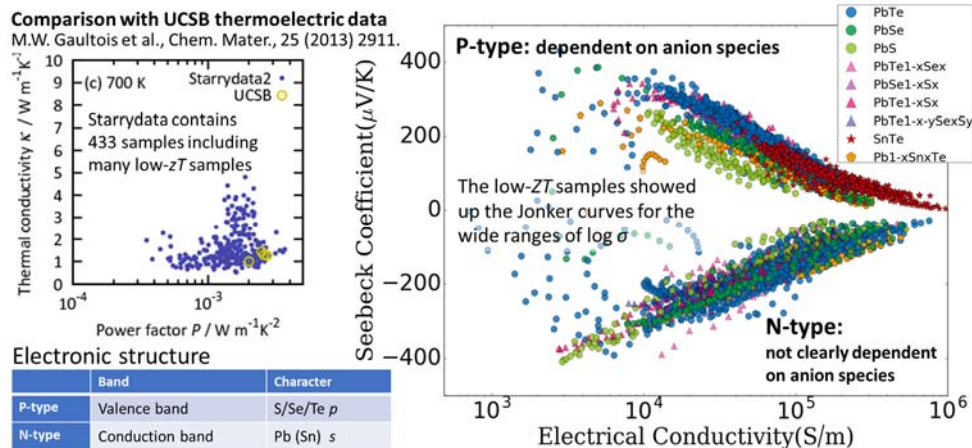 Comparison with UCSB thermoelectric data
M.W. Gaultois et al., Chem. Mater., 25 (2013) 2911.
Thermal conductivity κ / W m⁻¹K⁻¹
10
9
8
7
6
5
4
3
2
1
0
(c) 700 K
Starrydata2
UCSB
Starrydata contains
433 samples including
many low-zT samples
10⁻⁴
10⁻³
10⁻²
Power factor P / W m⁻¹K⁻²
Electronic structure
Band Character
P-type Valence band S/Se/Te p
N-type Conduction band Pb (Sn) s
Seebeck Coefficient(μV/K)
400
200
0
−200
−400
P-type: dependent on anion species
The low-ZT samples showed
up the Jonker curves for the
wide ranges of log σ
N-type:
not clearly dependent
on anion species
10³
10⁴
10⁵
10⁶
Electrical Conductivity(S/m)
PbTe
PbSe
PbS
PbTe1-xSex
PbSe1-xSx
PbTe1-xSx
PbTe1-x-ySexSy
SnTe
Pb1-xSnxTe